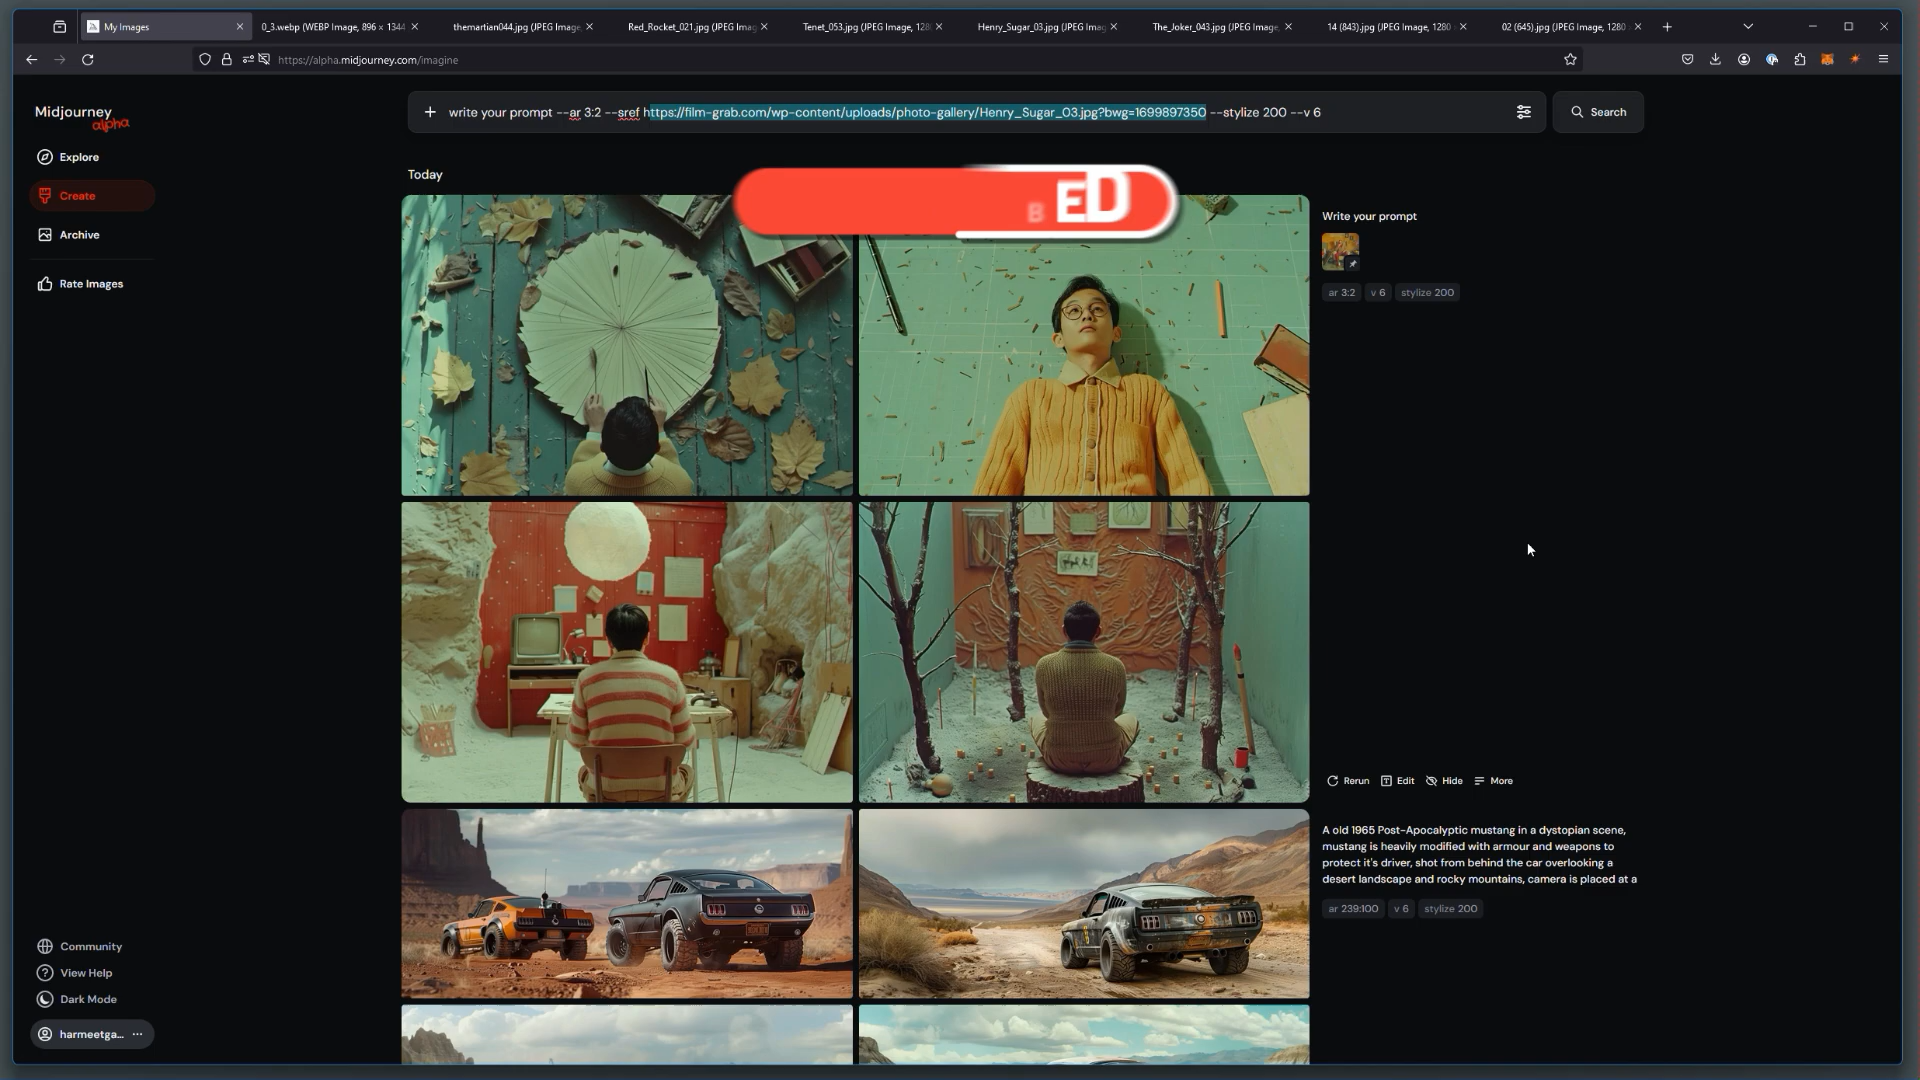 My Images
0_3.webp (WEBP Image, 896 × 1344
themartian044.jpg (JPEG Image,
Red_Rocket_021.jpg (JPEG Imag
Tenet_053.jpg (JPEG Image, 128
Henry_Sugar_03.jpg (JPEG Imag
The_Joker_043.jpg (JPEG Image,
14 (843).jpg (JPEG Image, 1280
02 (645).jpg (JPEG Image, 1280
https://alpha.midjourney.com/imagine
Midjourney
alpha
write your prompt --ar 3:2 --sref https://film-grab.com/wp-content/uploads/photo-gallery/Henry_Sugar_03.jpg?bwg=1699897350 --stylize 200 --v 6
Search
Explore
Create
Archive
Rate Images
Today
B ED
Write your prompt
ar 3:2 v 6 stylize 200
Rerun Edit Hide More
A old 1965 Post-Apocalyptic mustang in a dystopian scene,
mustang is heavily modified with armour and weapons to
protect it's driver, shot from behind the car overlooking a
desert landscape and rocky mountains, camera is placed at a
ar 239:100 v 6 stylize 200
Community
View Help
Dark Mode
harmeetga... ...